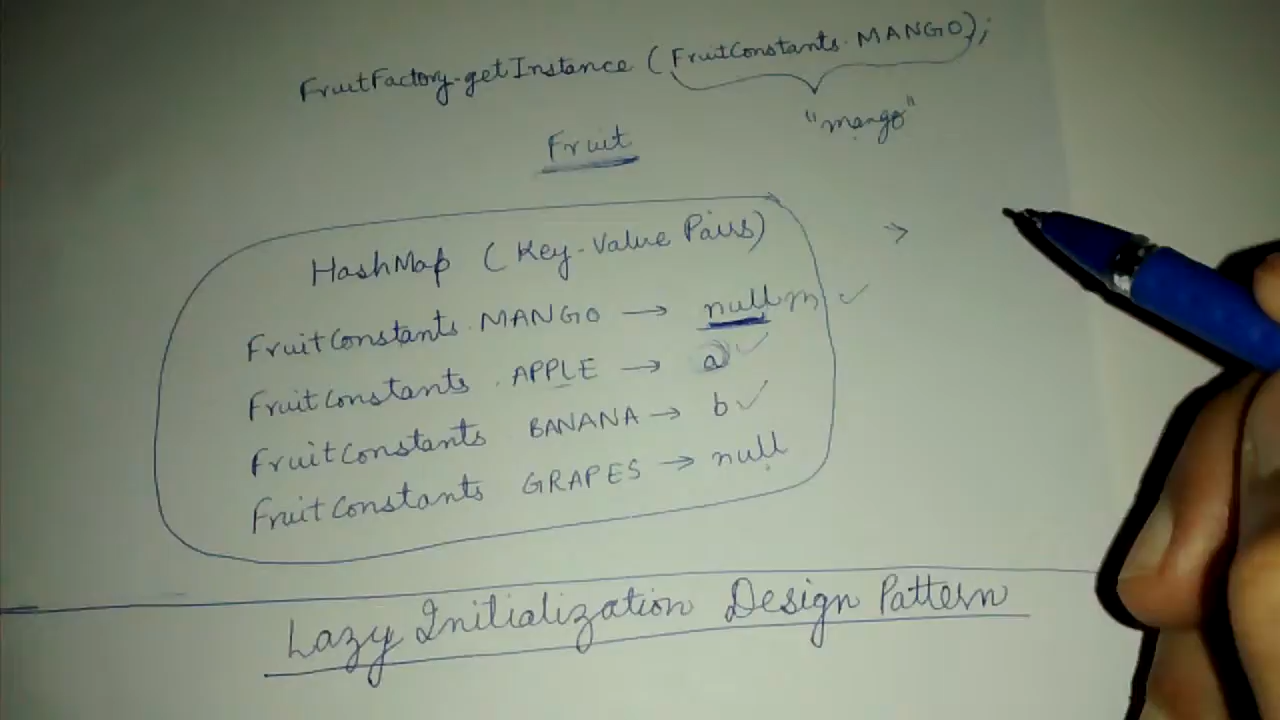 FruitFactory.getInstance (FruitConstants.MANGO);
"mango"
Fruit
HashMap (Key-Value Pairs)
FruitConstants.MANGO → null m ✓
FruitConstants.APPLE → a ✓
FruitConstants BANANA → b ✓
FruitConstants GRAPES → null
Lazy Initialization Design Pattern